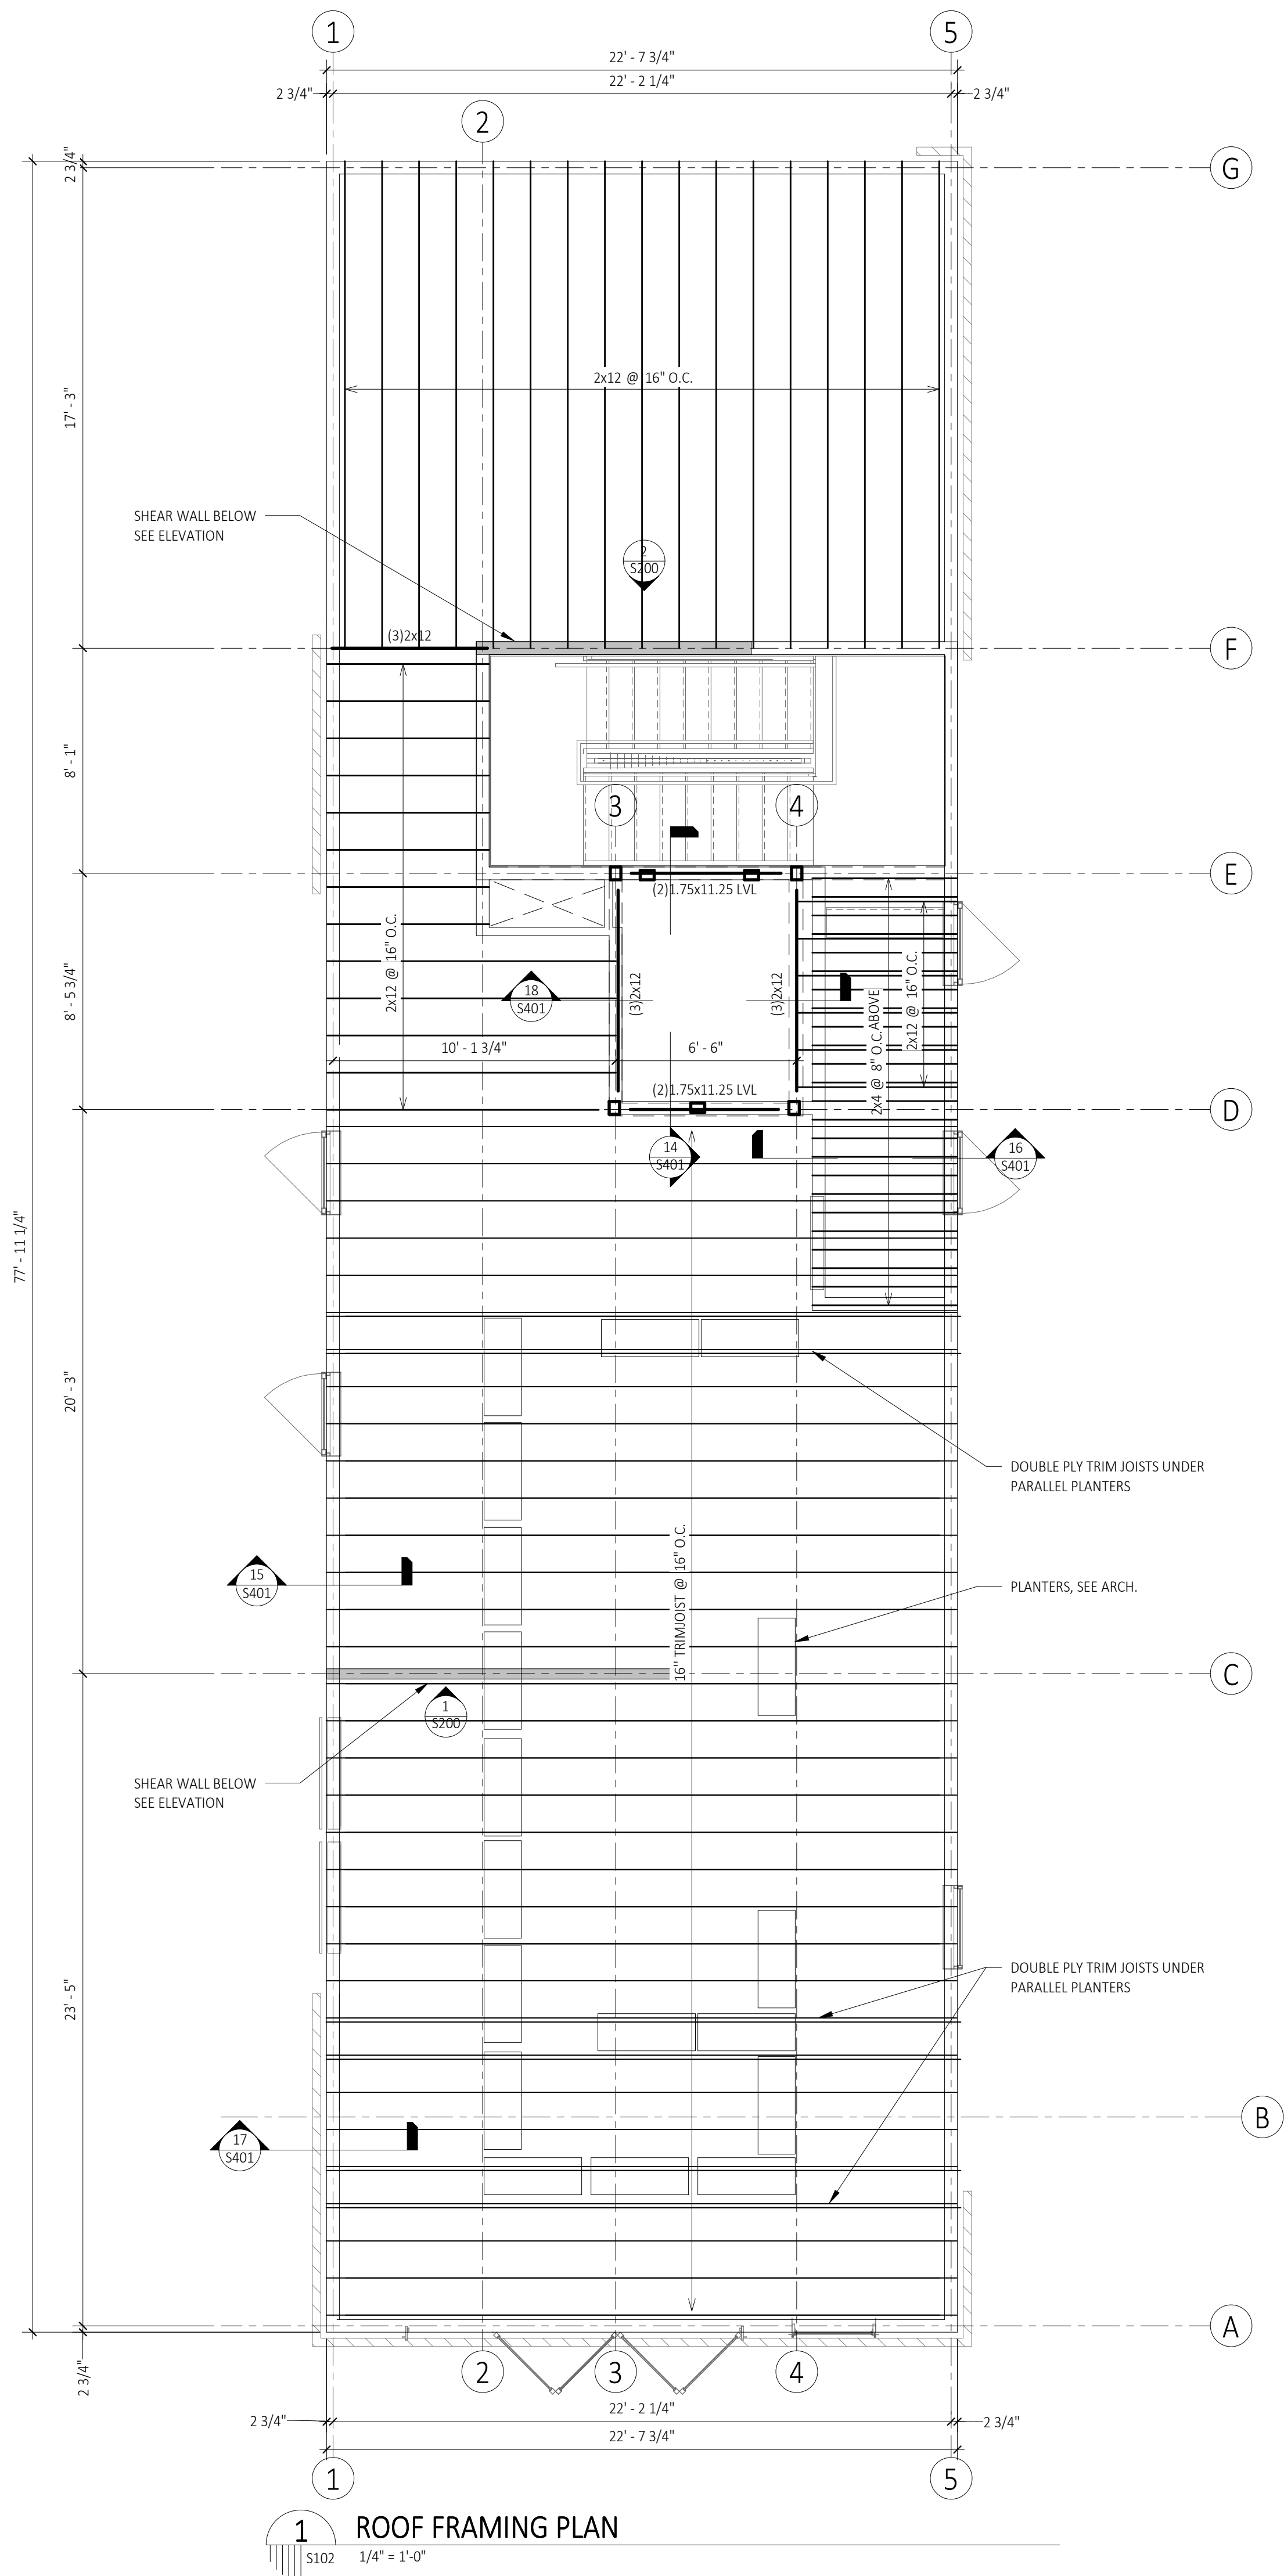 1
5
22' - 7 3/4"
22' - 2 1/4"
2 3/4"
2 3/4"
2
2 3/4"
G
17' - 3"
2x12 @ 16" O.C.
SHEAR WALL BELOW
SEE ELEVATION
2
S200
(3)2x12
F
8' - 1"
3
4
E
(2)1.75x11.25 LVL
2x12 @ 16" O.C.
8' - 5 3/4"
18
S401
(3)2x12
(3)2x12
2x4 @ 8" O.C.ABOVE
2x12 @ 16" O.C.
10' - 1 3/4"
6' - 6"
(2)1.75x11.25 LVL
D
14
S401
16
S401
77' - 11 1/4"
20' - 3"
DOUBLE PLY TRIM JOISTS UNDER
PARALLEL PLANTERS
15
S401
16" TRIMJOIST @ 16" O.C.
PLANTERS, SEE ARCH.
C
1
S200
SHEAR WALL BELOW
SEE ELEVATION
23' - 5"
DOUBLE PLY TRIM JOISTS UNDER
PARALLEL PLANTERS
B
17
S401
A
2 3/4"
2
3
4
22' - 2 1/4"
2 3/4"
2 3/4"
22' - 7 3/4"
1
5
1
ROOF FRAMING PLAN
S102
1/4" = 1'-0"